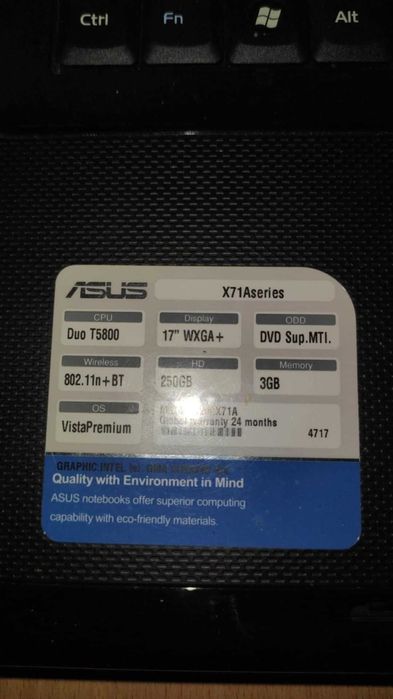 Ctrl
Fn
Alt
ASUS
X71Aseries
CPU
Display
ODD
Duo T5800
17" WXGA+
DVD Sup.MTI.
Wireless
HD
Memory
802.11n+BT
250GB
3GB
OS
X71A
VistaPremium
Global warranty 24 months
4717
GRAPHIC.INTEL
Quality with Environment in Mind
ASUS notebooks offer superior computing
capability with eco-friendly materials.